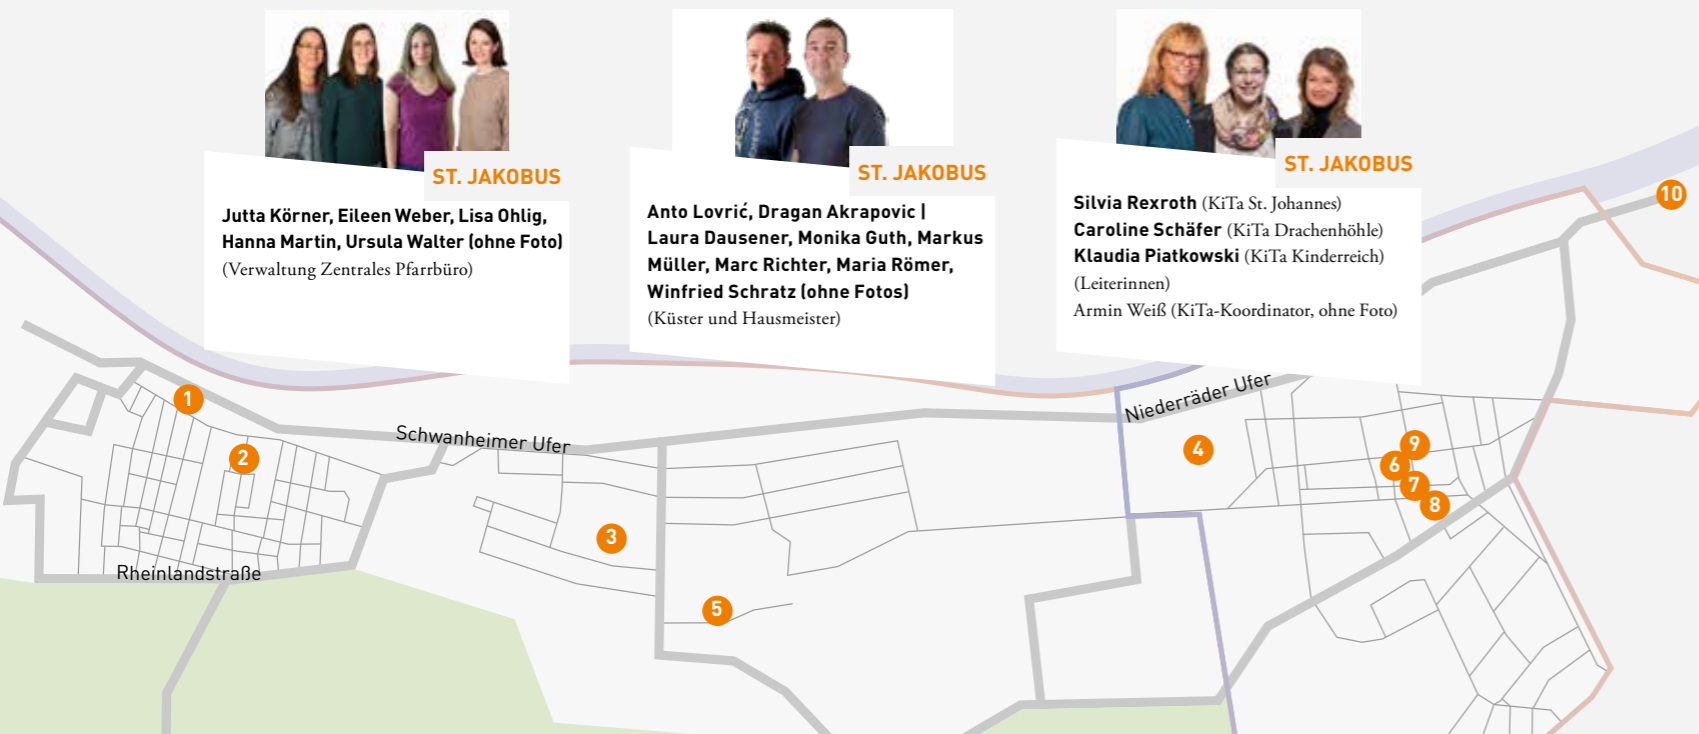 ST. JAKOBUS
Jutta Körner, Eileen Weber, Lisa Ohlig,
Hanna Martin, Ursula Walter (ohne Foto)
(Verwaltung Zentrales Pfarrbüro)
ST. JAKOBUS
Anto Lovrić, Dragan Akrapovic |
Laura Dausener, Monika Guth, Markus
Müller, Marc Richter, Maria Römer,
Winfried Schratz (ohne Fotos)
(Küster und Hausmeister)
ST. JAKOBUS
Silvia Rexroth (KiTa St. Johannes)
Caroline Schäfer (KiTa Drachenhöhle)
Klaudia Piatkowski (KiTa Kinderreich)
(Leiterinnen)
Armin Weiß (KiTa-Koordinator, ohne Foto)
10
1
Niederräder Ufer
Schwanheimer Ufer
2
4
9
6
7
8
3
Rheinlandstraße
5